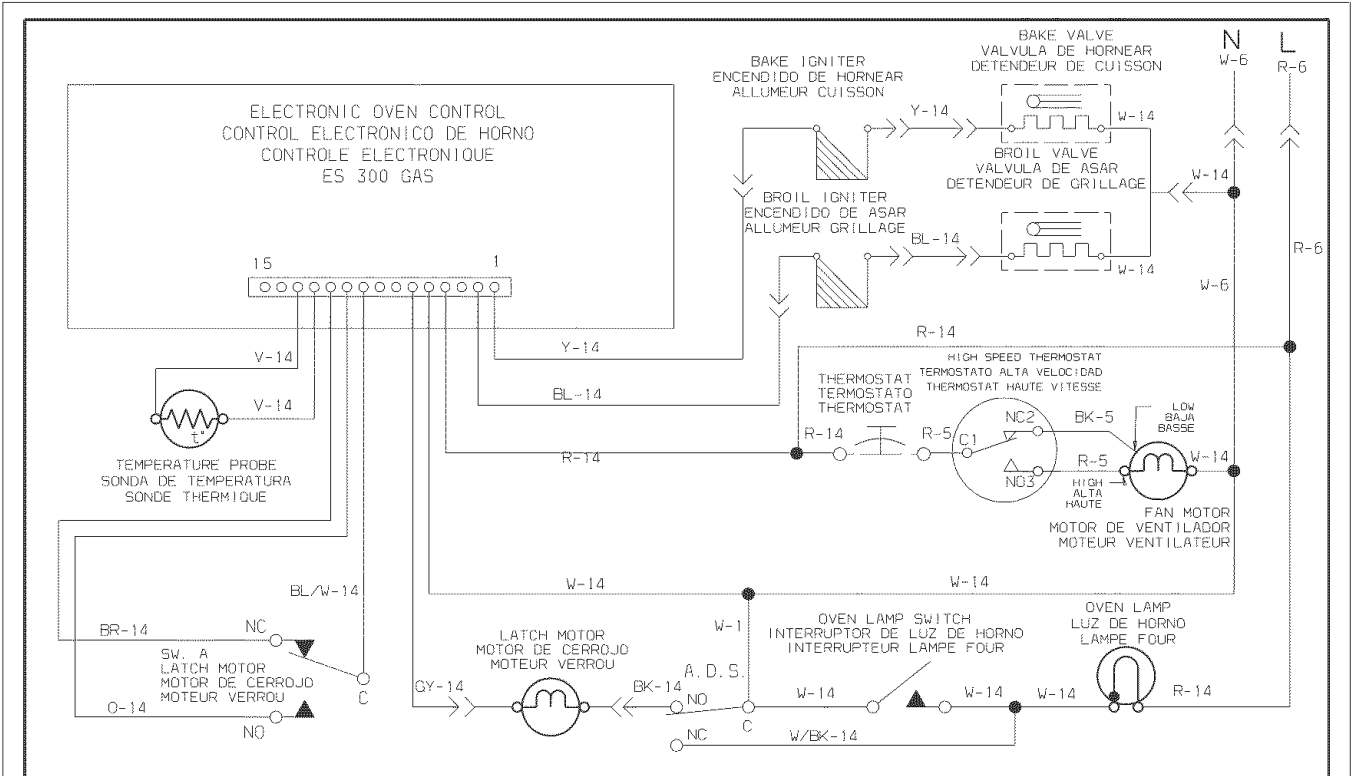 BAKE VALVE
VALVULA DE HORNEAR
DETENDEUR DE CUISSON
N
W-6
L
R-6
BAKE IGNITER
ENCENDIDO DE HORNEAR
ALLUMEUR CUISSON
ELECTRONIC OVEN CONTROL
CONTROL ELECTRONICO DE HORNO
CONTROLE ELECTRONIQUE
ES 300 GAS
Y-14
W-14
BROIL VALVE
VALVULA DE ASAR
DETENDEUR DE GRILLAGE
W-14
BROIL IGNITER
ENCENDIDO DE ASAR
ALLUMEUR GRILLAGE
BL-14
W-14
R-6
15
1
W-6
R-14
Y-14
V-14
HIGH SPEED THERMOSTAT
TERMOSTATO ALTA VELOCIDAD
THERMOSTAT HAUTE VITESSE
THERMOSTAT
TERMOSTATO
THERMOSTAT
BL-14
V-14
t°
LOW
BAJA
BASSE
NC2
BK-5
R-14
R-5
C1
R-14
R-5
W-14
NO3
HIGH
ALTA
HAUTE
TEMPERATURE PROBE
SONDA DE TEMPERATURA
SONDE THERMIQUE
FAN MOTOR
MOTOR DE VENTILADOR
MOTEUR VENTILATEUR
BL/W-14
W-14
W-14
BR-14
NC
SW. A
LATCH MOTOR
MOTOR DE CERROJO
MOTEUR VERROU
C
O-14
NO
LATCH MOTOR
MOTOR DE CERROJO
MOTEUR VERROU
W-1
OVEN LAMP SWITCH
INTERRUPTOR DE LUZ DE HORNO
INTERRUPTEUR LAMPE FOUR
OVEN LAMP
LUZ DE HORNO
LAMPE FOUR
A.D.S.
GY-14
BK-14
NO
C
W-14
W-14
W-14
R-14
NC
W/BK-14